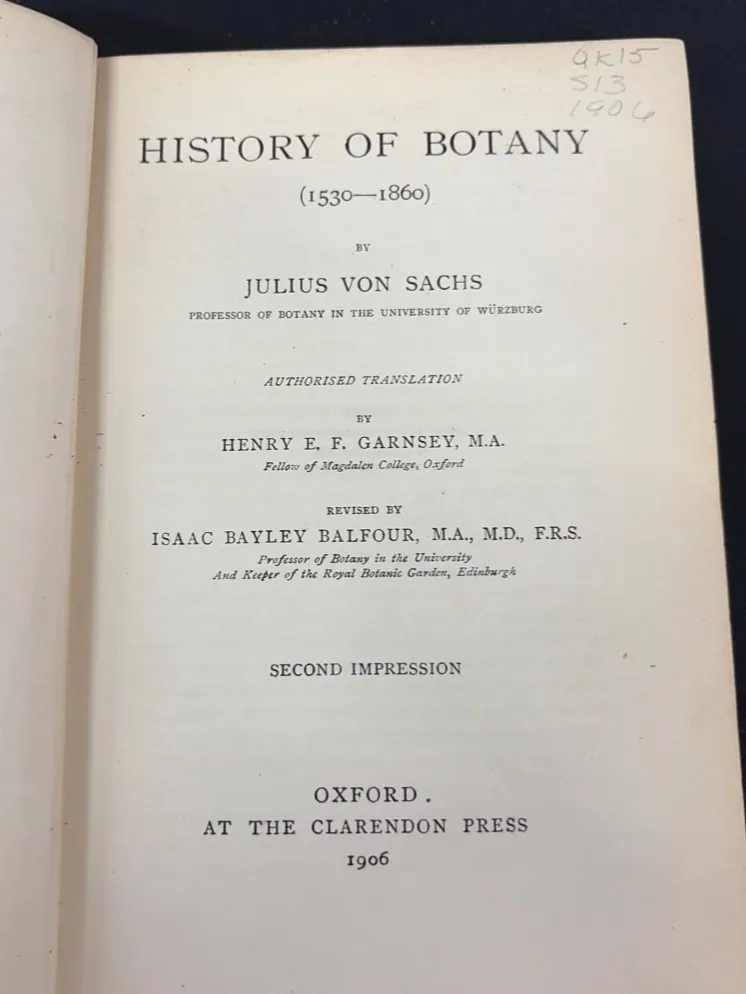 QK15
S13
1906
HISTORY OF BOTANY
(1530—1860)
BY
JULIUS VON SACHS
PROFESSOR OF BOTANY IN THE UNIVERSITY OF WÜRZBURG
AUTHORISED TRANSLATION
BY
HENRY E. F. GARNSEY, M.A.
Fellow of Magdalen College, Oxford
REVISED BY
ISAAC BAYLEY BALFOUR, M.A., M.D., F.R.S.
Professor of Botany in the University
And Keeper of the Royal Botanic Garden, Edinburgh
SECOND IMPRESSION
OXFORD.
AT THE CLARENDON PRESS
1906